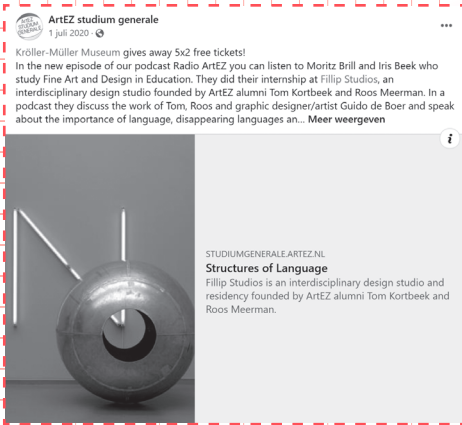 ARTEZ
STUDIUM
GENERALE
ArtEZ studium generale
1 juli 2020 ·
Kröller-Müller Museum gives away 5x2 free tickets!
In the new episode of our podcast Radio ArtEZ you can listen to Moritz Brill and Iris Beek who
study Fine Art and Design in Education. They did their internship at Fillip Studios, an
interdisciplinary design studio founded by ArtEZ alumni Tom Kortbeek and Roos Meerman. In a
podcast they discuss the work of Tom, Roos and graphic designer/artist Guido de Boer and speak
about the importance of language, disappearing languages an... Meer weergeven
i
STUDIUMGENERALE.ARTEZ.NL
Structures of Language
Fillip Studios is an interdisciplinary design studio and
residency founded by ArtEZ alumni Tom Kortbeek and
Roos Meerman.